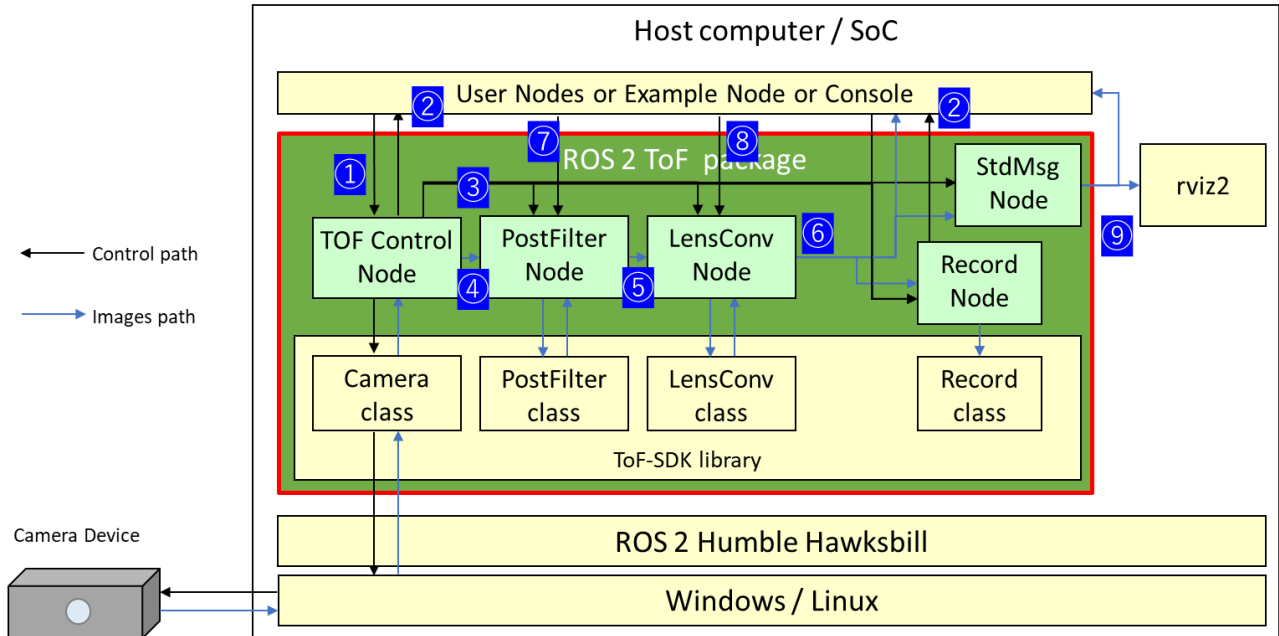 Host computer / SoC
User Nodes or Example Node or Console
②
②
⑦
⑧
ROS 2 ToF package
①
③
StdMsg
Node
rviz2
TOF Control
Node
PostFilter
Node
LensConv
Node
⑥
⑨
Control path
④
⑤
Record
Node
Images path
Camera
class
PostFilter
class
LensConv
class
Record
class
ToF-SDK library
Camera Device
ROS 2 Humble Hawksbill
Windows / Linux